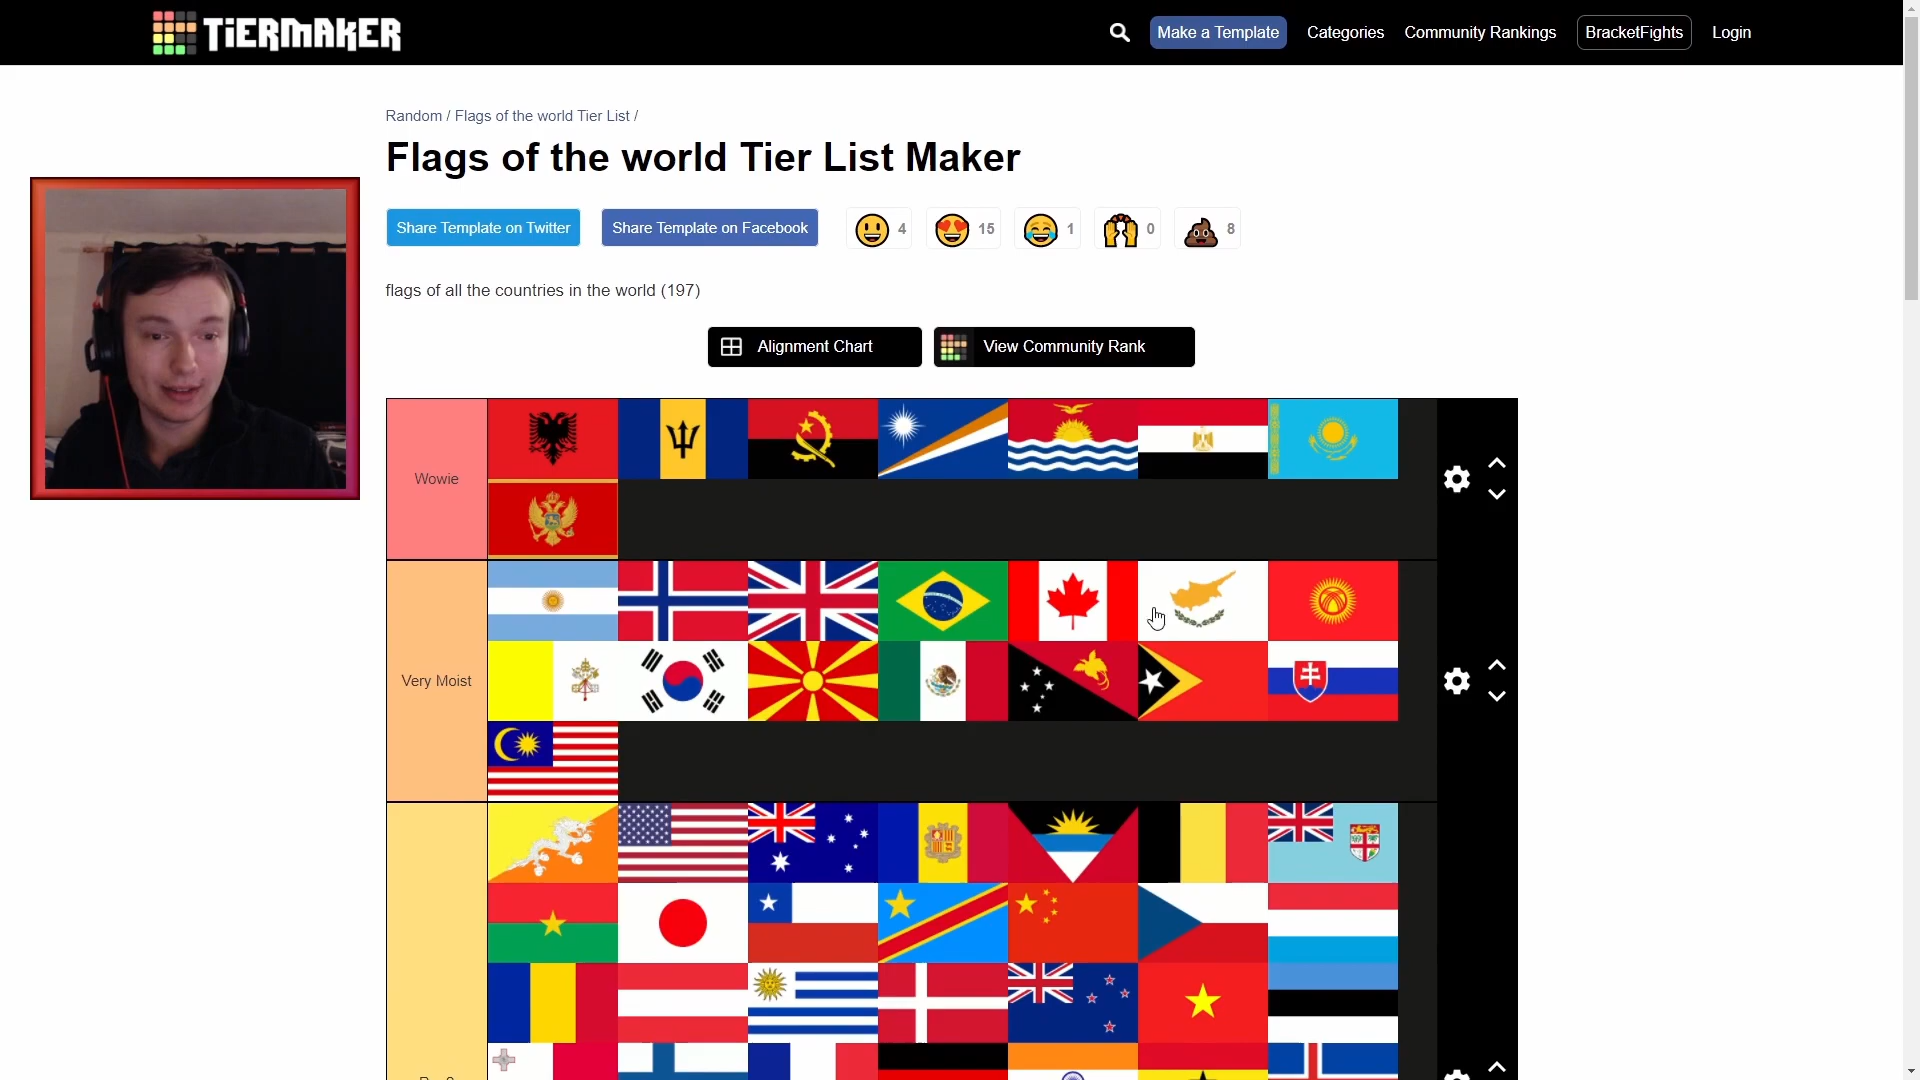 TiERMAKER
Make a Template
Categories
Community Rankings
BracketFights
Login
Random / Flags of the world Tier List /
Flags of the world Tier List Maker
Share Template on Twitter
Share Template on Facebook
4
15
1
0
8
flags of all the countries in the world (197)
Alignment Chart
View Community Rank
Wowie
Very Moist